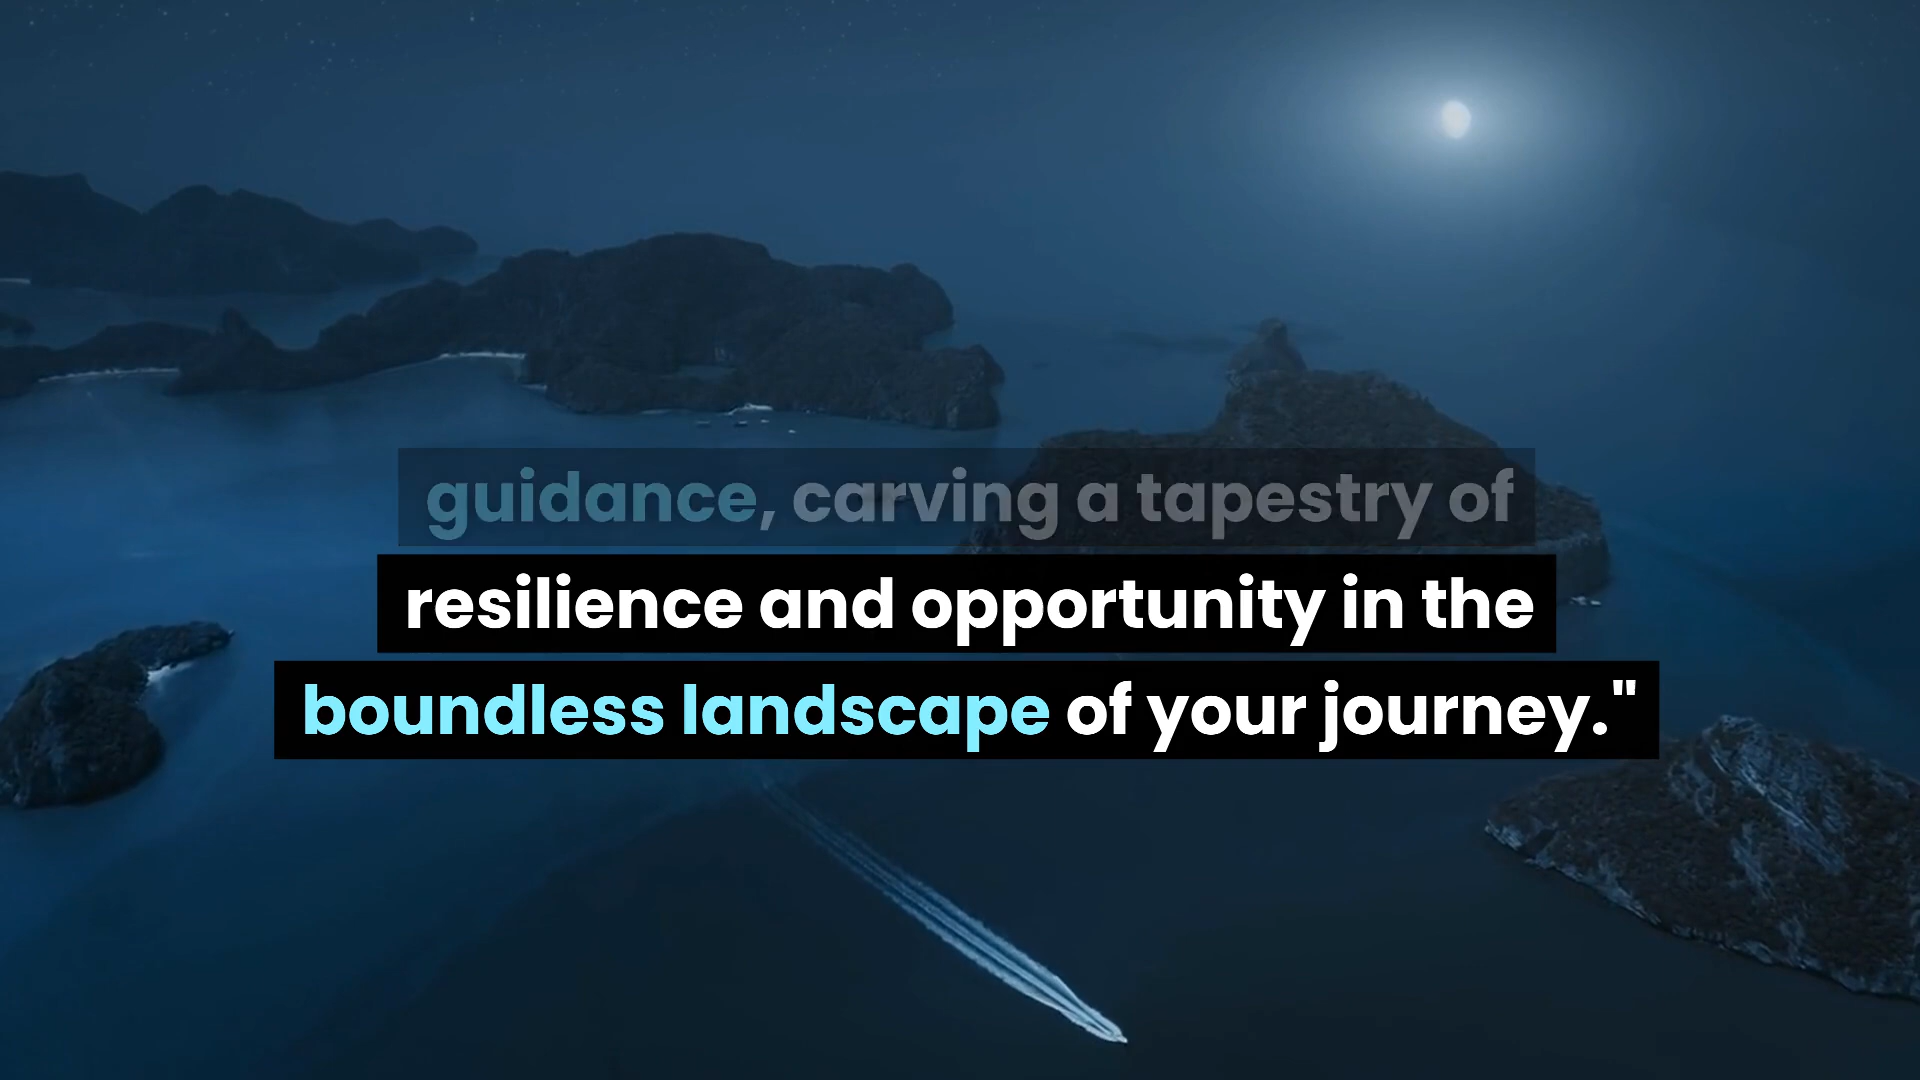 guidance, carving a tapestry of
resilience and opportunity in the
boundless landscape of your journey."